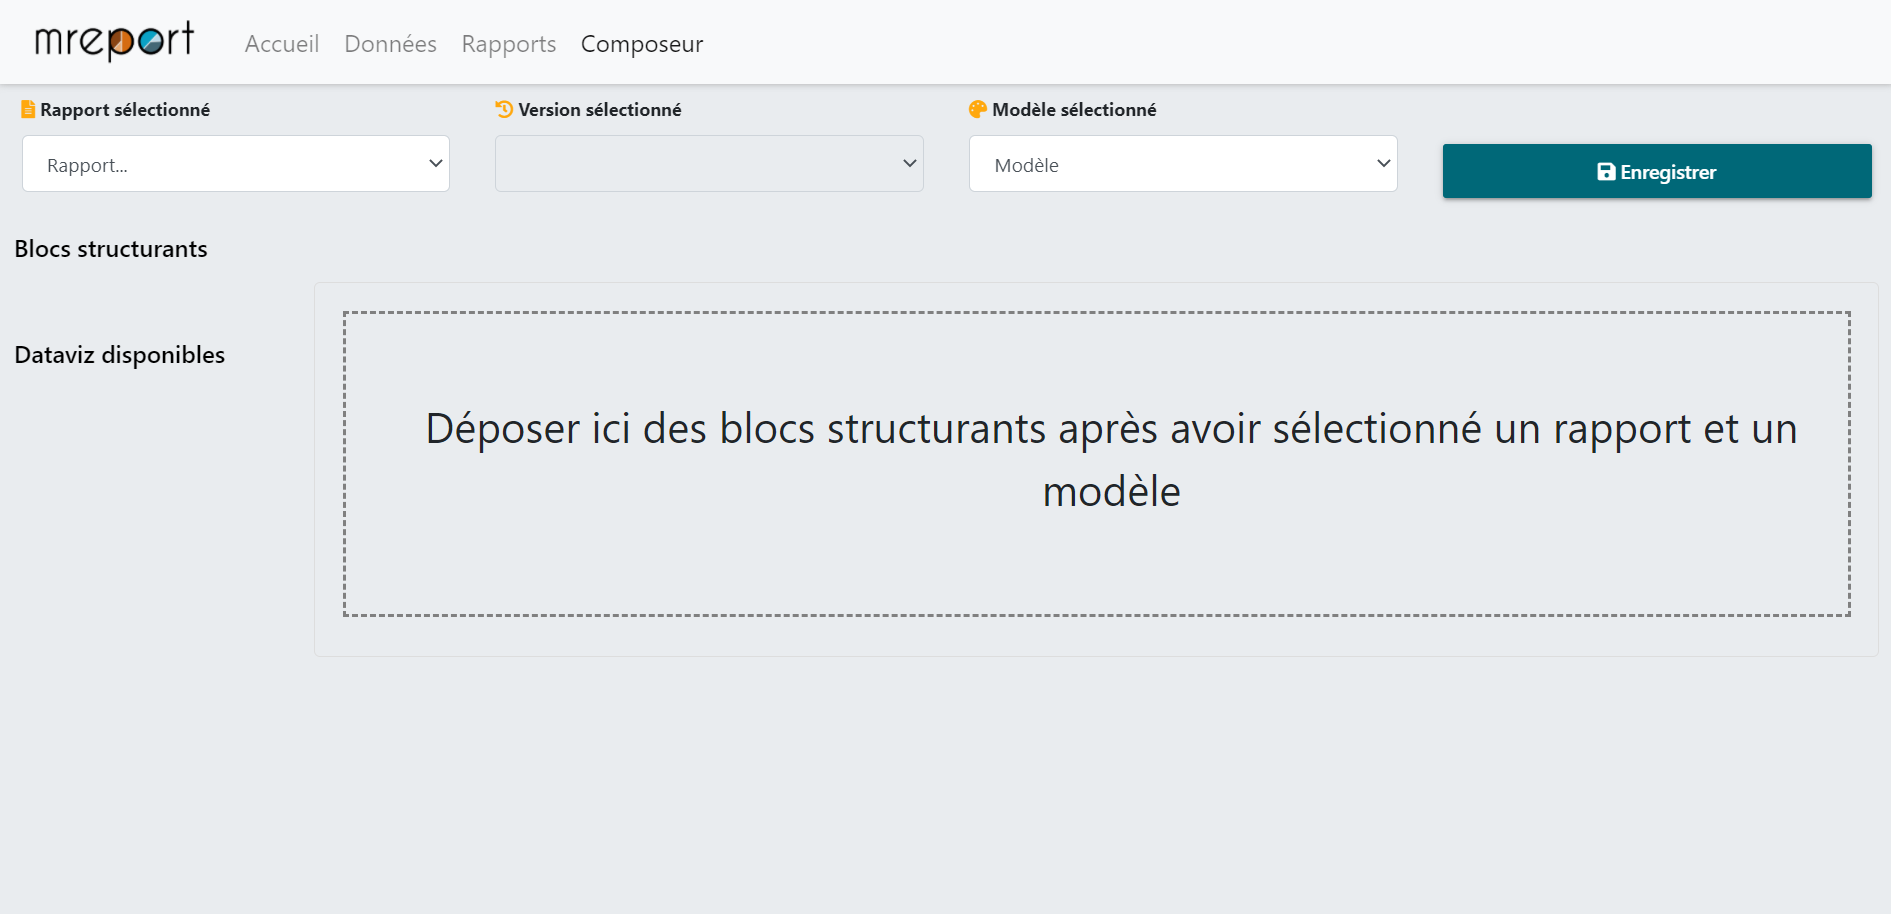 mreport
Accueil Données Rapports Composeur
Rapport sélectionné
Version sélectionné
Modèle sélectionné
Rapport...
Modèle
Enregistrer
Blocs structurants
Dataviz disponibles
Déposer ici des blocs structurants après avoir sélectionné un rapport et un
modèle